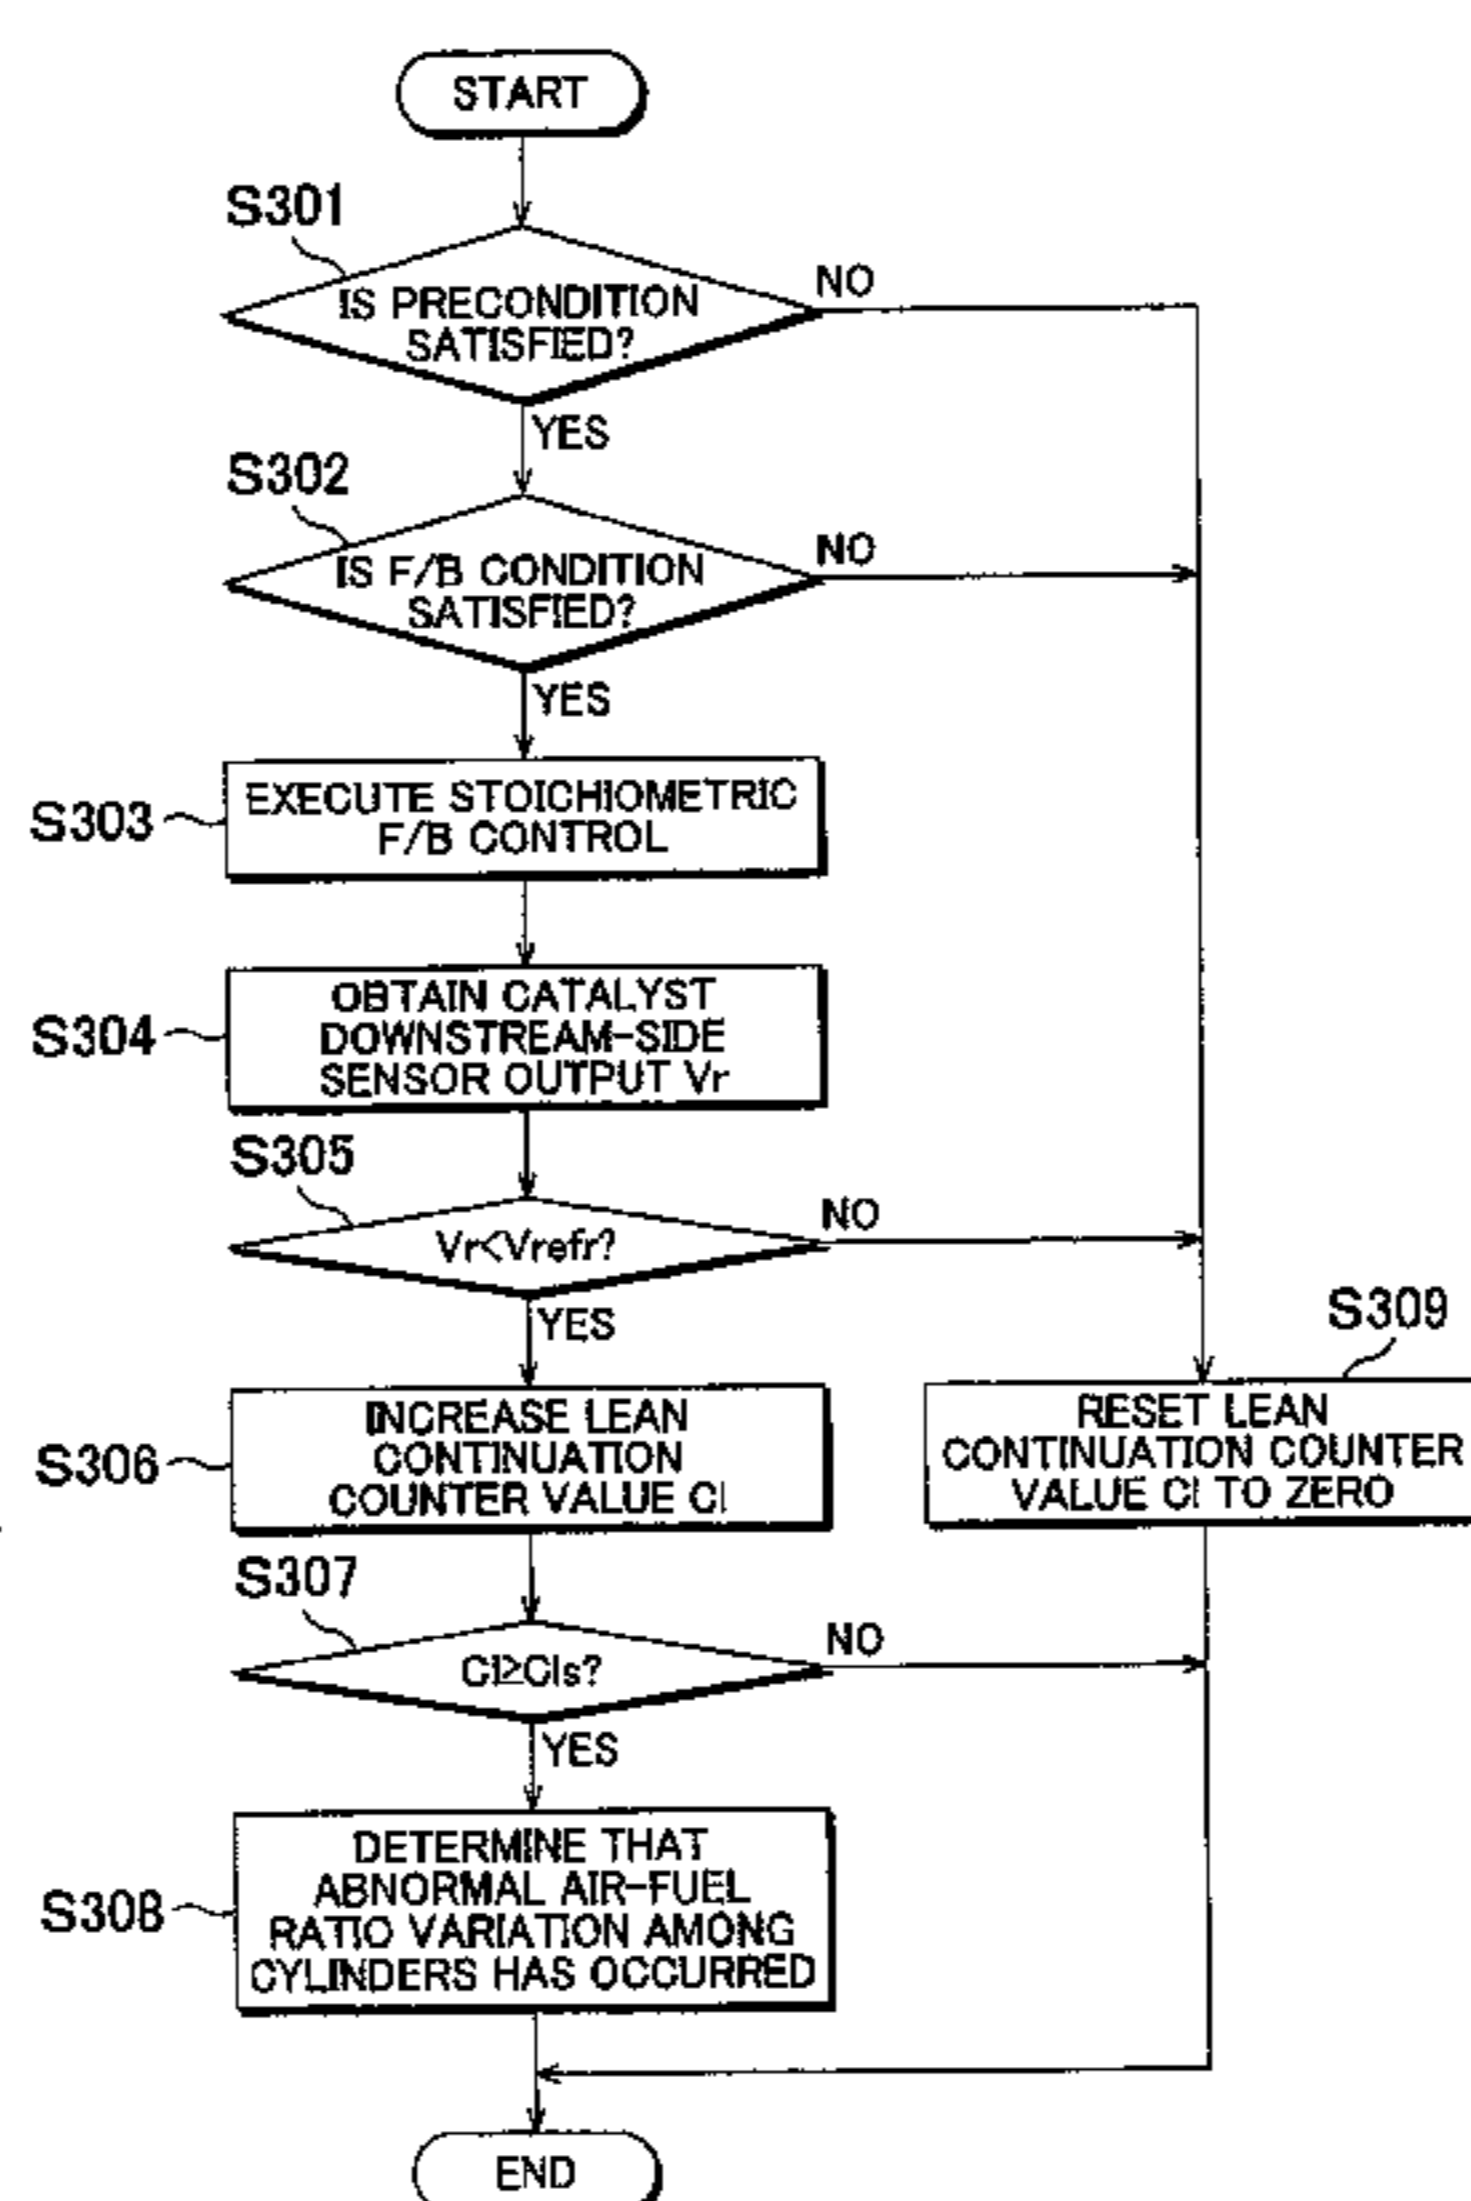 START
S301
IS PRECONDITION
SATISFIED?
NO
YES
S302
IS F/B CONDITION
SATISFIED?
NO
YES
S303
EXECUTE STOICHIOMETRIC
F/B CONTROL
S304
OBTAIN CATALYST
DOWNSTREAM-SIDE
SENSOR OUTPUT Vr
S305
Vr<Vrefr?
NO
YES
S306
INCREASE LEAN
CONTINUATION
COUNTER VALUE Cl
S309
RESET LEAN
CONTINUATION COUNTER
VALUE Cl TO ZERO
S307
Cl≥Cls?
NO
YES
S308
DETERMINE THAT
ABNORMAL AIR-FUEL
RATIO VARIATION AMONG
CYLINDERS HAS OCCURRED
END